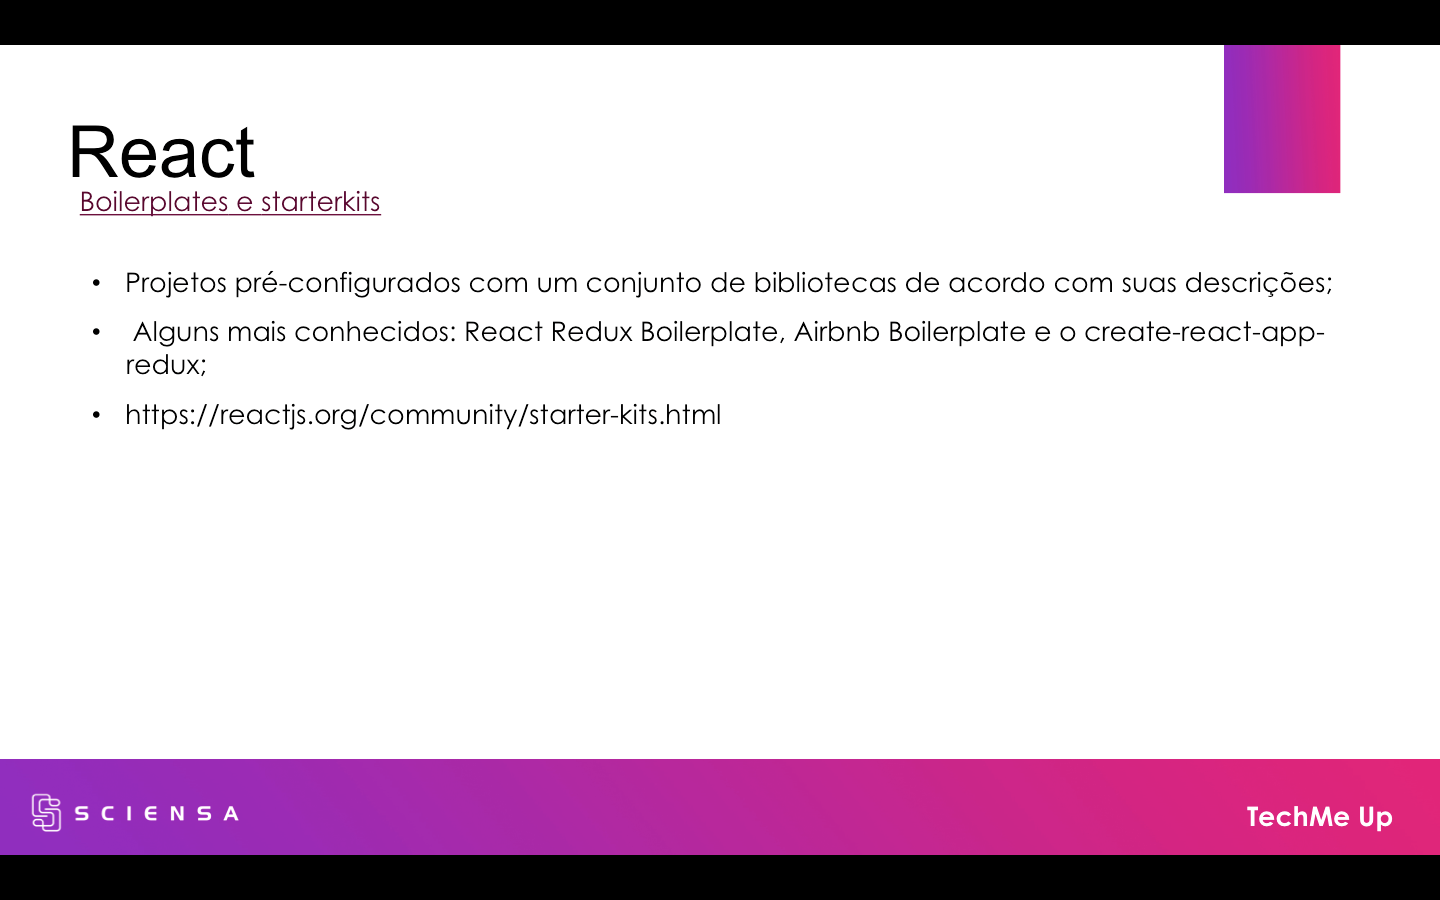 React
Boilerplates e starterkits
• Projetos pré-configurados com um conjunto de bibliotecas de acordo com suas descrições;
• Alguns mais conhecidos: React Redux Boilerplate, Airbnb Boilerplate e o create-react-app-
redux;
• https://reactjs.org/community/starter-kits.html
SCIENSA
TechMe Up